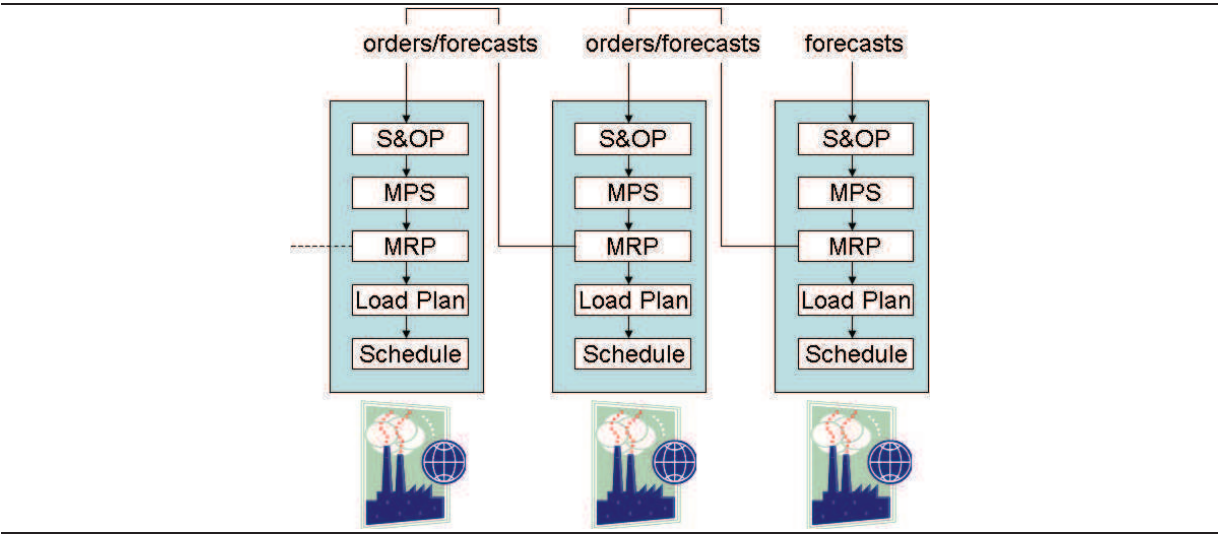 orders/forecasts
orders/forecasts
forecasts
S&OP
MPS
MRP
Load Plan
Schedule
S&OP
MPS
MRP
Load Plan
Schedule
S&OP
MPS
MRP
Load Plan
Schedule